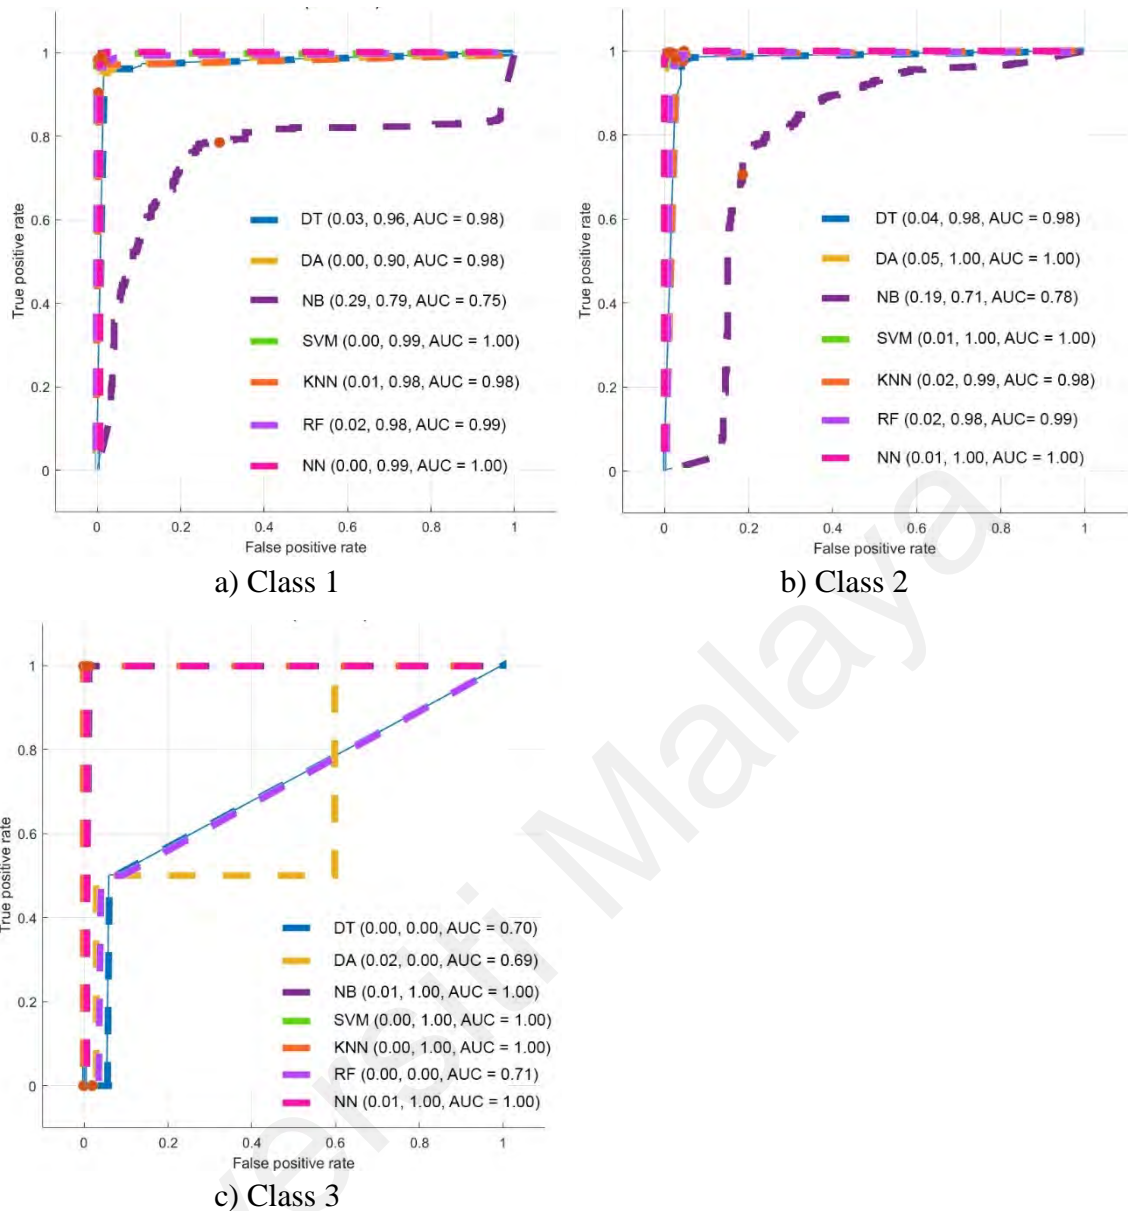 True positive rate
1
0.8
0.6
0.4
0.2
0
0
0.2
0.4
0.6
0.8
1
False positive rate
DT (0.03, 0.96, AUC = 0.98)
DA (0.00, 0.90, AUC = 0.98)
NB (0.29, 0.79, AUC = 0.75)
SVM (0.00, 0.99, AUC = 1.00)
KNN (0.01, 0.98, AUC = 0.98)
RF (0.02, 0.98, AUC = 0.99)
NN (0.00, 0.99, AUC = 1.00)
a) Class 1
True positive rate
1
0.8
0.6
0.4
0.2
0
0
0.2
0.4
0.6
0.8
1
False positive rate
DT (0.04, 0.98, AUC = 0.98)
DA (0.05, 1.00, AUC = 1.00)
NB (0.19, 0.71, AUC= 0.78)
SVM (0.01, 1.00, AUC = 1.00)
KNN (0.02, 0.99, AUC = 0.98)
RF (0.02, 0.98, AUC= 0.99)
NN (0.01, 1.00, AUC = 1.00)
b) Class 2
True positive rate
1
0.8
0.6
0.4
0.2
0
0
0.2
0.4
0.6
0.8
1
False positive rate
DT (0.00, 0.00, AUC = 0.70)
DA (0.02, 0.00, AUC = 0.69)
NB (0.01, 1.00, AUC = 1.00)
SVM (0.00, 1.00, AUC = 1.00)
KNN (0.00, 1.00, AUC = 1.00)
RF (0.00, 0.00, AUC = 0.71)
NN (0.01, 1.00, AUC = 1.00)
c) Class 3
versiti Malaya